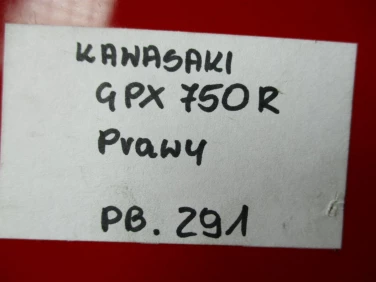 KAWASAKI
GPX 750R
Prawy
PB. 291